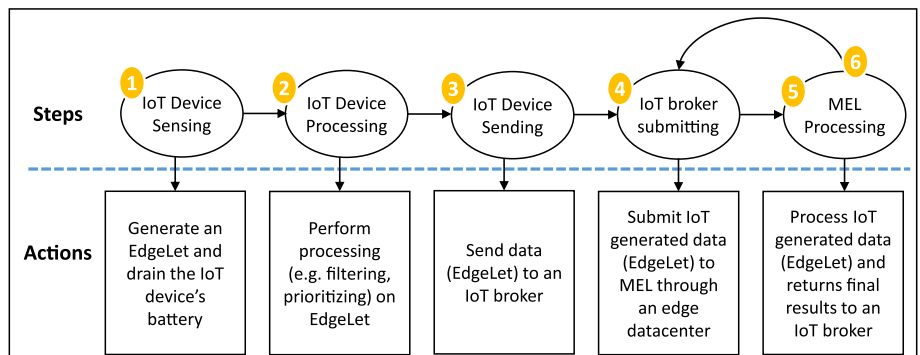 1
IoT Device
Sensing
2
IoT Device
Processing
3
IoT Device
Sending
4
IoT broker
submitting
5
6
MEL
Processing
Steps
Actions
Generate an
EdgeLet and
drain the IoT
device's
battery
Perform
processing
(e.g. filtering,
prioritizing) on
EdgeLet
Send data
(EdgeLet) to an
IoT broker
Submit IoT
generated data
(EdgeLet) to
MEL through
an edge
datacenter
Process IoT
generated data
(EdgeLet) and
returns final
results to an
IoT broker